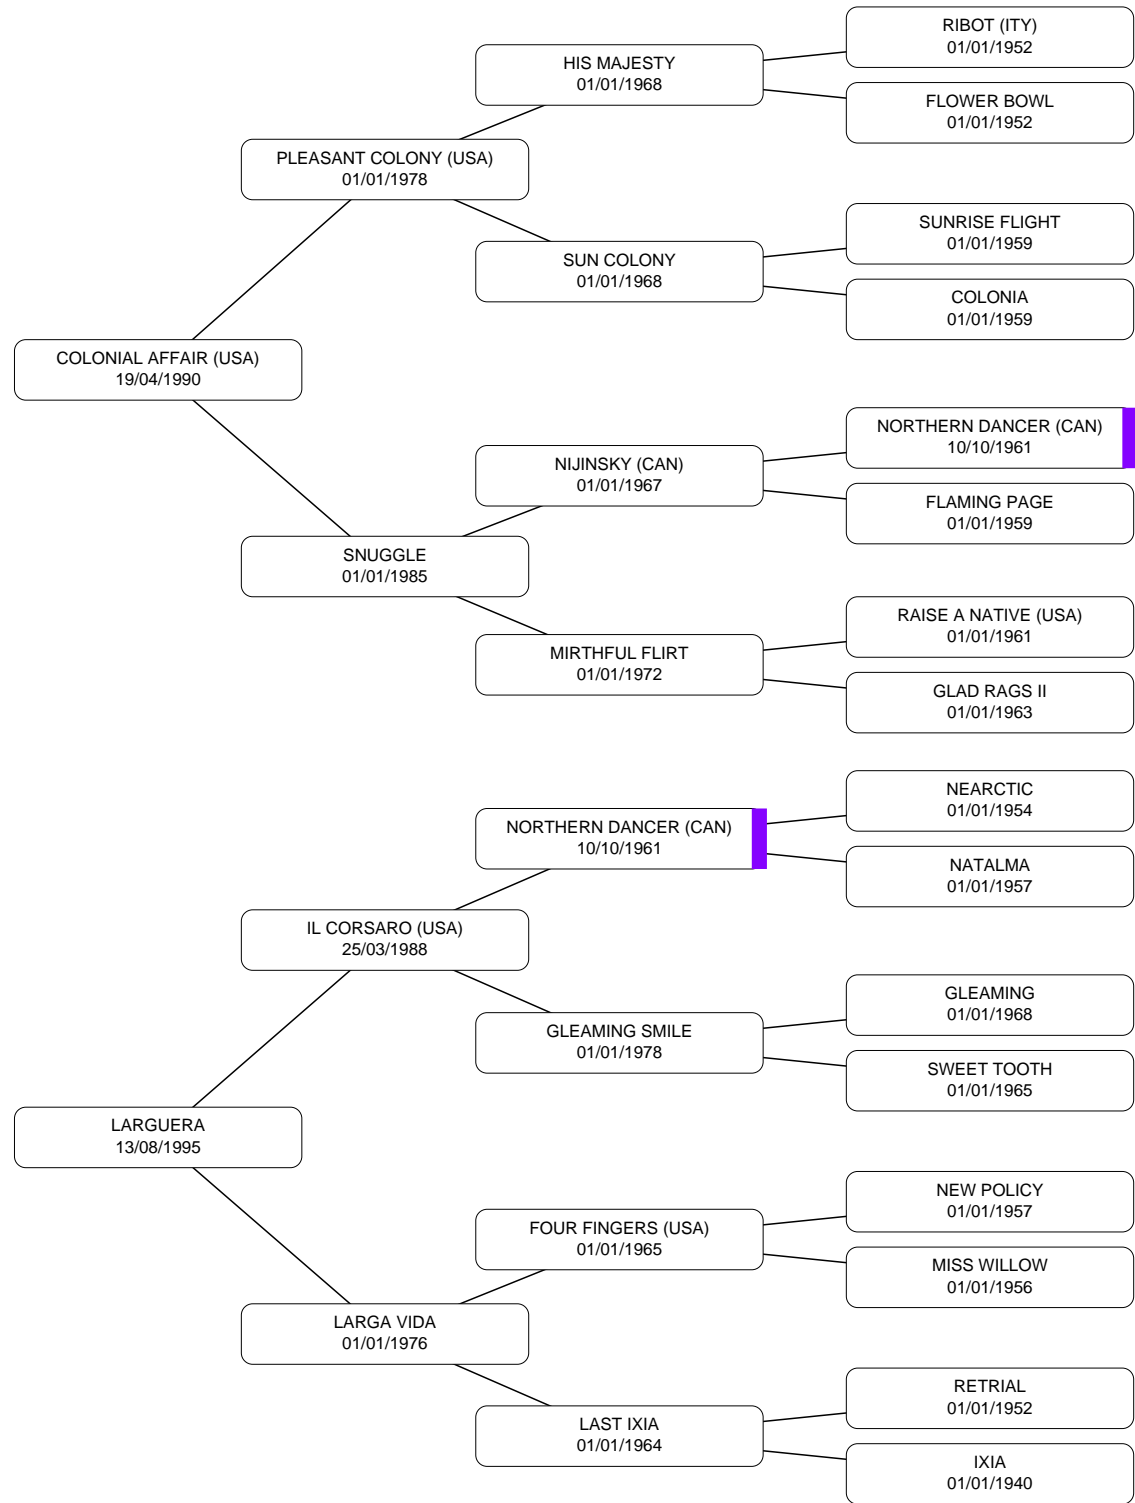 RIBOT (ITY)
01/01/1952
HIS MAJESTY
01/01/1968
FLOWER BOWL
01/01/1952
PLEASANT COLONY (USA)
01/01/1978
SUNRISE FLIGHT
01/01/1959
SUN COLONY
01/01/1968
COLONIA
01/01/1959
COLONIAL AFFAIR (USA)
19/04/1990
NORTHERN DANCER (CAN)
10/10/1961
NIJINSKY (CAN)
01/01/1967
FLAMING PAGE
01/01/1959
SNUGGLE
01/01/1985
RAISE A NATIVE (USA)
01/01/1961
MIRTHFUL FLIRT
01/01/1972
GLAD RAGS II
01/01/1963
NEARCTIC
01/01/1954
NORTHERN DANCER (CAN)
10/10/1961
NATALMA
01/01/1957
IL CORSARO (USA)
25/03/1988
GLEAMING
01/01/1968
GLEAMING SMILE
01/01/1978
SWEET TOOTH
01/01/1965
LARGUERA
13/08/1995
NEW POLICY
01/01/1957
FOUR FINGERS (USA)
01/01/1965
MISS WILLOW
01/01/1956
LARGA VIDA
01/01/1976
RETRIAL
01/01/1952
LAST IXIA
01/01/1964
IXIA
01/01/1940